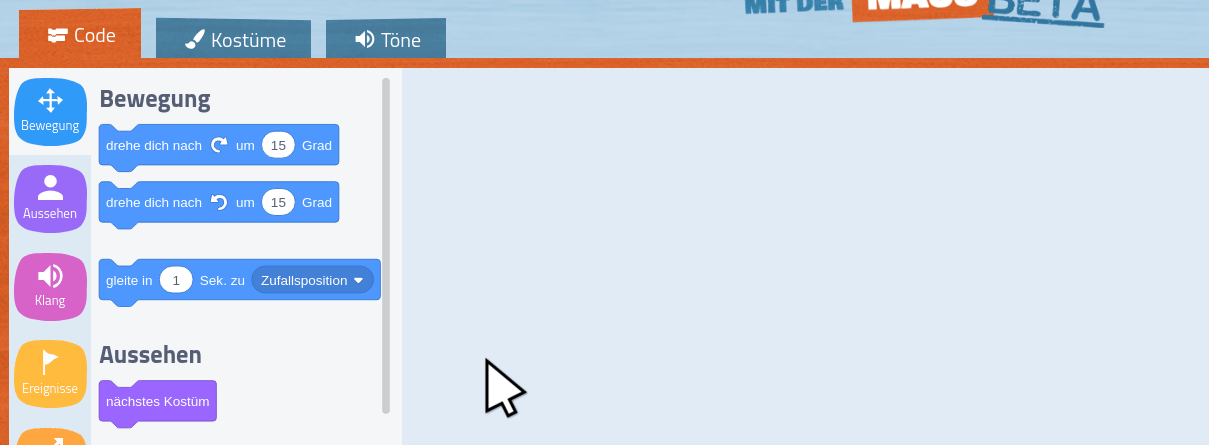 MIT DER MAUS
BETA
Code
Kostüme
Töne
Bewegung
Aussehen
Klang
Ereignisse
Bewegung
drehe dich nach um 15 Grad
drehe dich nach um 15 Grad
gleite in 1 Sek. zu Zufallsposition
Aussehen
nächstes Kostüm